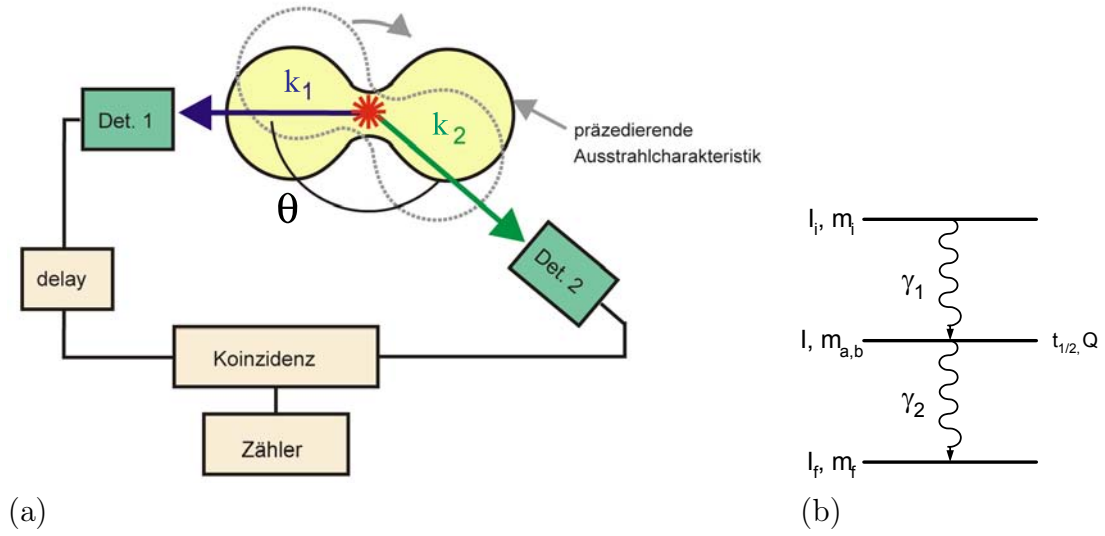 k1
Det. 1
k2
präzedierende
Ausstrahlcharakteristik
θ
Det. 2
delay
Koinzidenz
Zähler
(a)
Ii, mi
γ1
I, ma,b
t1/2, Q
γ2
If, mf
(b)